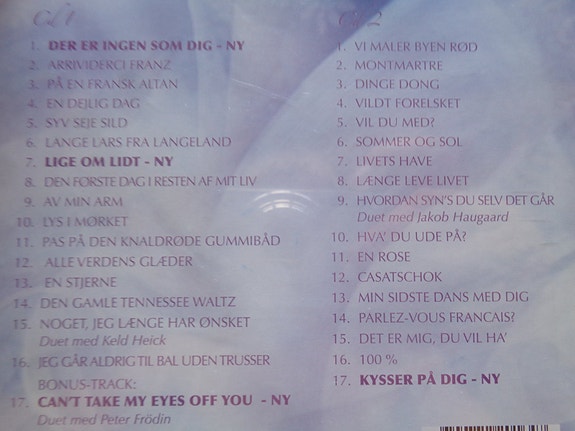 Cd 1
1. DER ER INGEN SOM DIG - NY
2. ARRIVIDERCI FRANZ
3. PÅ EN FRANSK ALTAN
4. EN DEJLIG DAG
5. SYV SEJE SILD
6. LANGE LARS FRA LANGELAND
7. LIGE OM LIDT - NY
8. DEN FØRSTE DAG I RESTEN AF MIT LIV
9. AV MIN ARM
10. LYS I MØRKET
11. PAS PÅ DEN KNALDRØDE GUMMIBÅD
12. ALLE VERDENS GLÆDER
13. EN STJERNE
14. DEN GAMLE TENNESSEE WALTZ
15. NOGET, JEG LÆNGE HAR ØNSKET
Duet med Keld Heick
16. JEG GÅR ALDRIG TIL BAL UDEN TRUSSER
BONUS-TRACK:
17. CAN'T TAKE MY EYES OFF YOU - NY
Duet med Peter Frödin
Cd 2
1. VI MALER BYEN RØD
2. MONTMARTRE
3. DINGE DONG
4. VILDT FORELSKET
5. VIL DU MED?
6. SOMMER OG SOL
7. LIVETS HAVE
8. LÆNGE LEVE LIVET
9. HVORDAN SYN'S DU SELV DET GÅR
Duet med Jakob Haugaard
10. HVA' DU UDE PÅ?
11. EN ROSE
12. CASATSCHOK
13. MIN SIDSTE DANS MED DIG
14. PARLEZ-VOUS FRANCAIS?
15. DET ER MIG, DU VIL HA'
16. 100 %
17. KYSSER PÅ DIG - NY